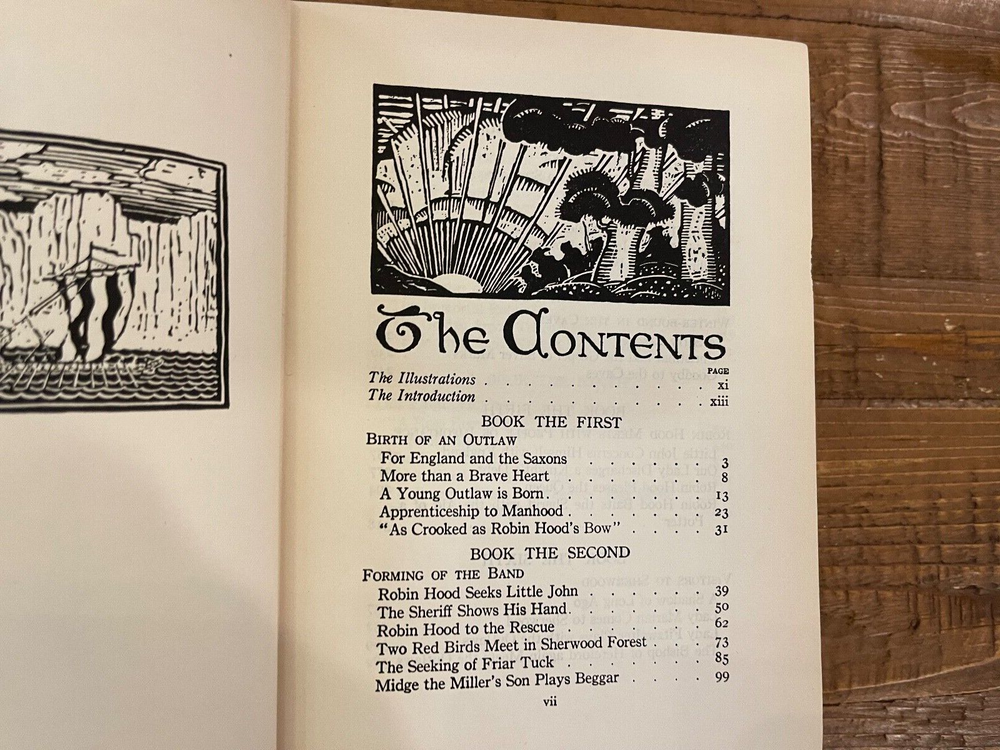 The Contents
PAGE
The Illustrations . . . . . . . . . . . . xi
The Introduction . . . . . . . . . . . . xiii
BOOK THE FIRST
BIRTH OF AN OUTLAW
For England and the Saxons . . . . . . . 3
More than a Brave Heart . . . . . . . . 8
A Young Outlaw is Born . . . . . . . . 13
Apprenticeship to Manhood . . . . . . . 23
"As Crooked as Robin Hood's Bow" . . . . 31
BOOK THE SECOND
FORMING OF THE BAND
Robin Hood Seeks Little John . . . . . . 39
The Sheriff Shows His Hand . . . . . . . 50
Robin Hood to the Rescue . . . . . . . 62
Two Red Birds Meet in Sherwood Forest . . . 73
The Seeking of Friar Tuck . . . . . . . 85
Midge the Miller's Son Plays Beggar . . . . 99
vii